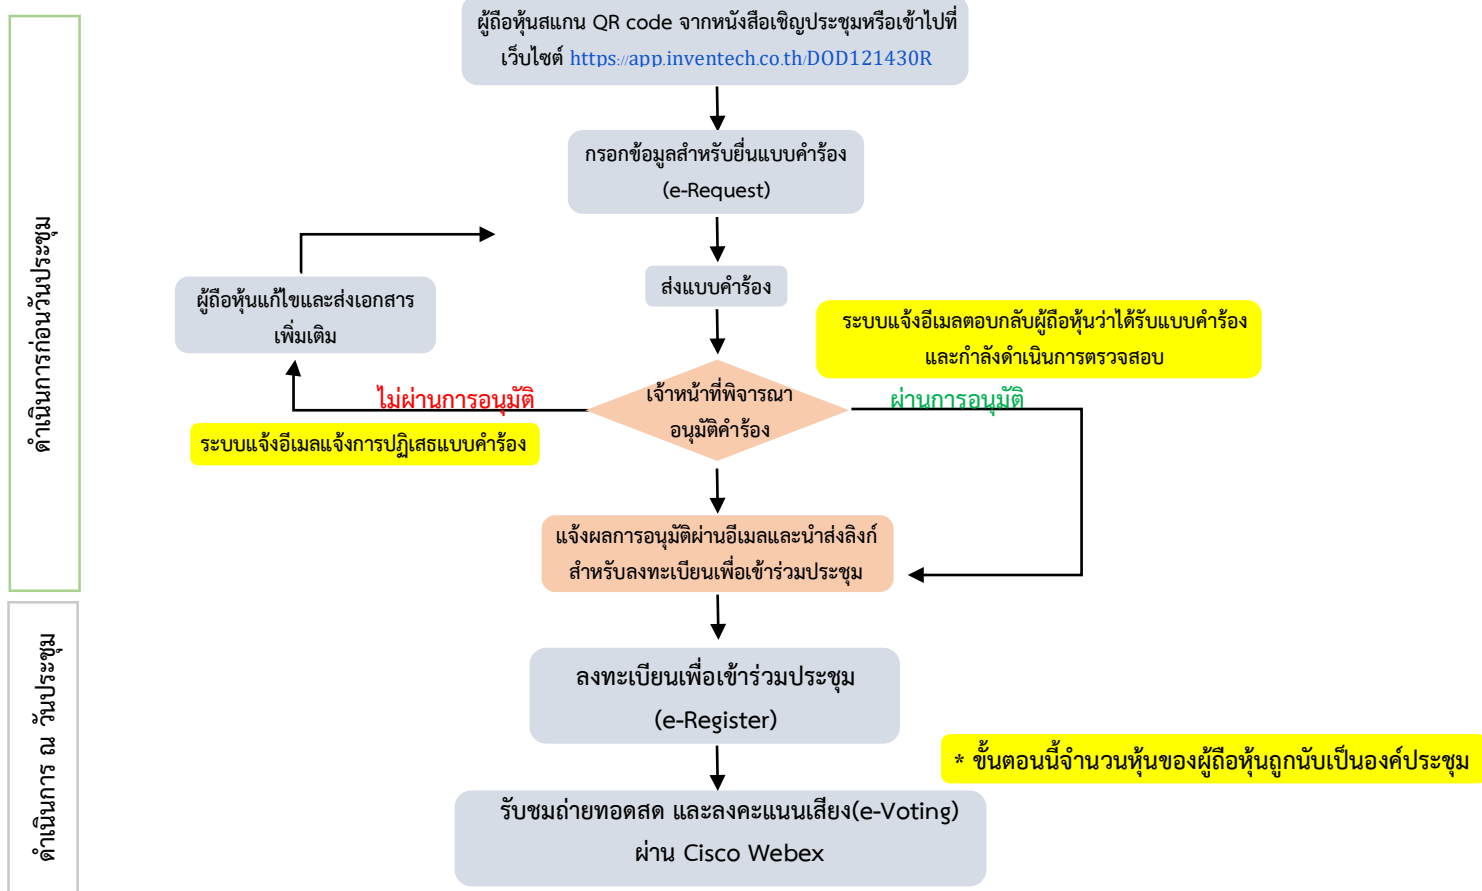 ผู้ถือหุ้นสแกน QR code จากหนังสือเชิญประชุมหรือเข้าไปที่
เว็บไซต์ https://app.inventech.co.th/DOD121430R
กรอกข้อมูลสำหรับยื่นแบบคำร้อง
(e-Request)
ดำเนินการก่อนวันประชุม
ส่งแบบคำร้อง
ผู้ถือหุ้นแก้ไขและส่งเอกสาร
เพิ่มเติม
ระบบแจ้งอีเมลตอบกลับผู้ถือหุ้นว่าได้รับแบบคำร้อง
และกำลังดำเนินการตรวจสอบ
ไม่ผ่านการอนุมัติ
เจ้าหน้าที่พิจารณา
อนุมัติคำร้อง
ผ่านการอนุมัติ
ระบบแจ้งอีเมลแจ้งการปฏิเสธแบบคำร้อง
แจ้งผลการอนุมัติผ่านอีเมลและนำส่งลิงก์
สำหรับลงทะเบียนเพื่อเข้าร่วมประชุม
ดำเนินการ ณ วันประชุม
ลงทะเบียนเพื่อเข้าร่วมประชุม
(e-Register)
* ขั้นตอนนี้จำนวนหุ้นของผู้ถือหุ้นถูกนับเป็นองค์ประชุม
รับชมถ่ายทอดสด และลงคะแนนเสียง(e-Voting)
ผ่าน Cisco Webex